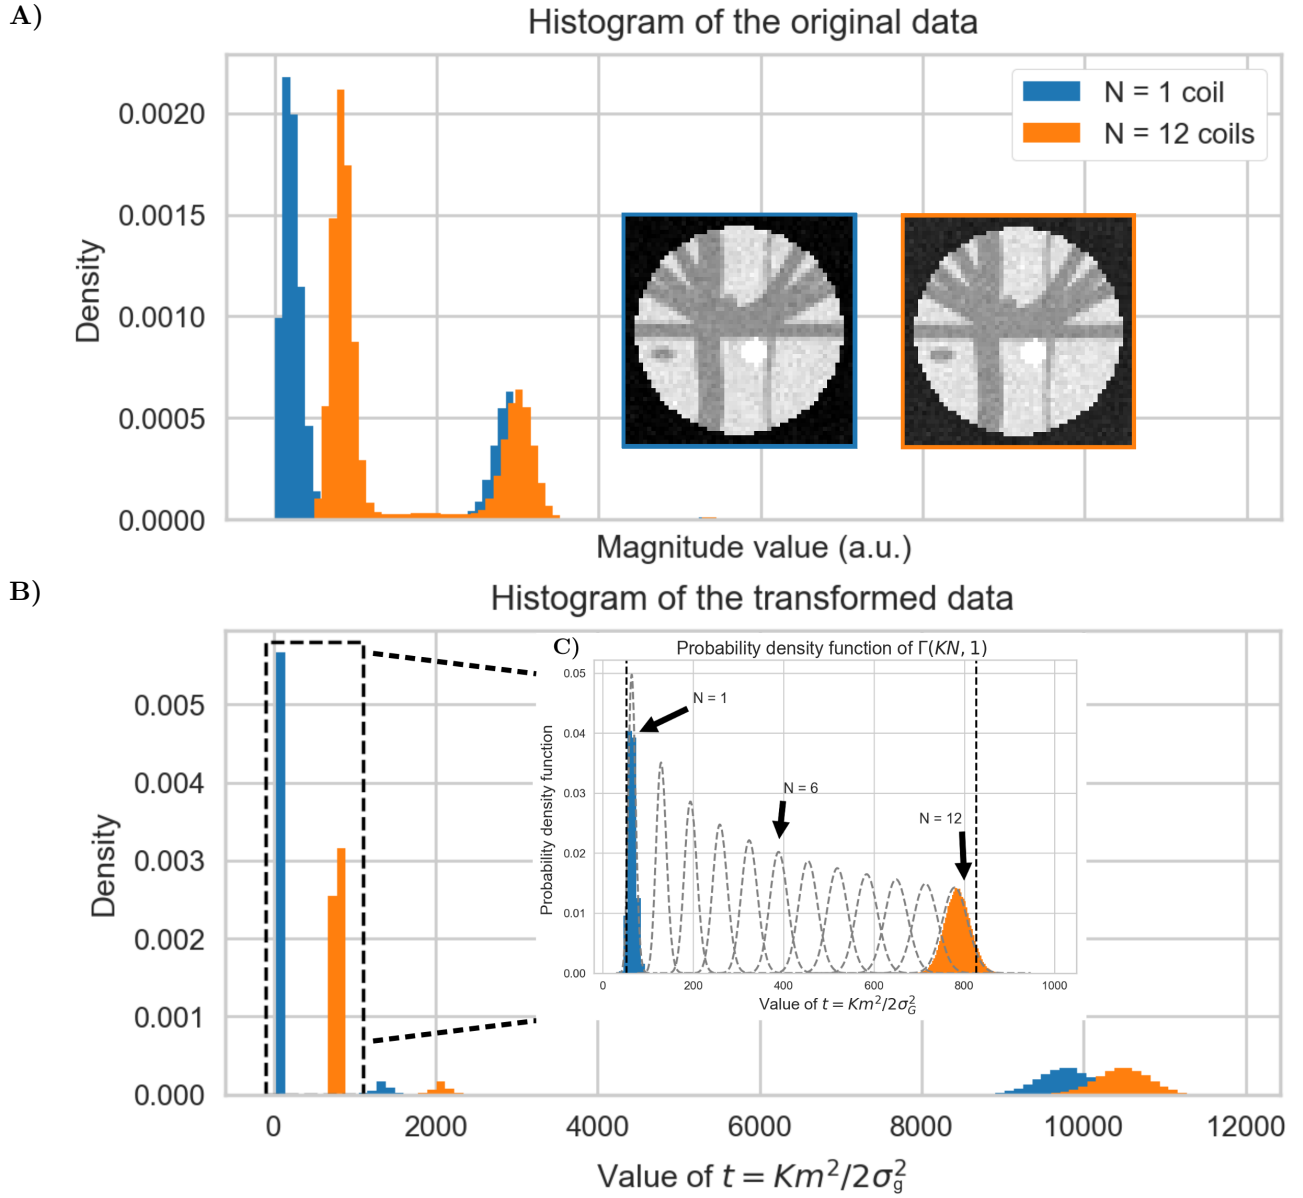 A)
Histogram of the original data
N = 1 coil
N = 12 coils
0.0020
0.0015
0.0010
0.0005
0.0000
Density
Magnitude value (a.u.)
B)
Histogram of the transformed data
0.005
0.004
0.003
0.002
0.001
0.000
Density
0 2000 4000 6000 8000 10000 12000
Value of t = Km²/2σ_g²
C)
Probability density function of Γ(KN, 1)
0.05
0.04
0.03
0.02
0.01
0.00
Probability density function
N = 1
N = 6
N = 12
0 200 400 600 800 1000
Value of t = Km²/2σ_G²